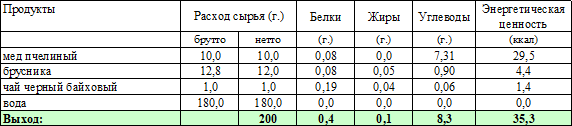 Продукты Расход сырья (г.) Белки Жиры Углеводы Энергетическая ценность
брутто нетто (г.) (г.) (г.) (ккал)
мед пчелиный 10,0 10,0 0,08 0,0 7,31 29,5
брусника 12,8 12,0 0,08 0,05 0,90 4,4
чай черный байховый 1,0 1,0 0,19 0,04 0,06 1,4
вода 180,0 180,0 0,0 0,0 0,0 0,0
Выход: 200 0,4 0,1 8,3 35,3